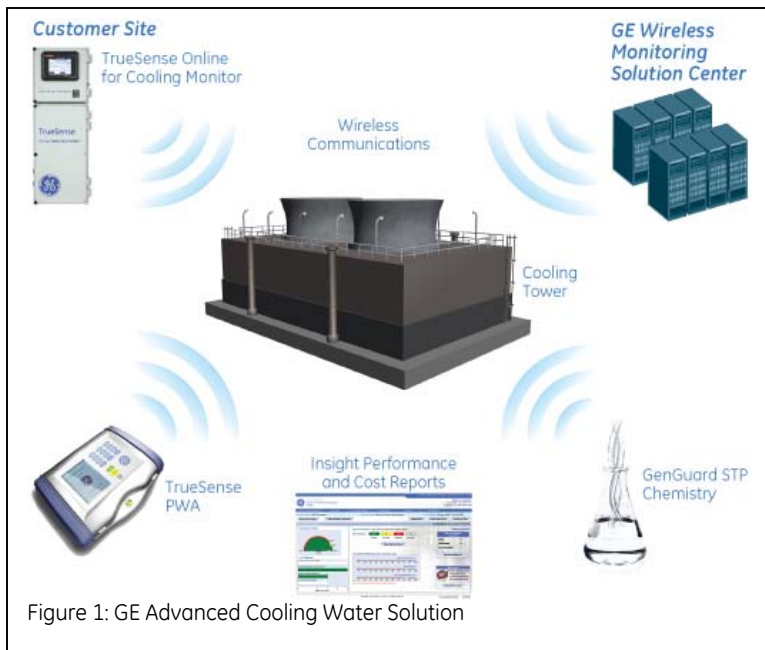 Customer Site
TrueSense Online
for Cooling Monitor
TrueSense
Wireless
Communications
GE Wireless
Monitoring
Solution Center
Cooling
Tower
TrueSense
PWA
Insight Performance
and Cost Reports
GenGuard STP
Chemistry
Figure 1: GE Advanced Cooling Water Solution